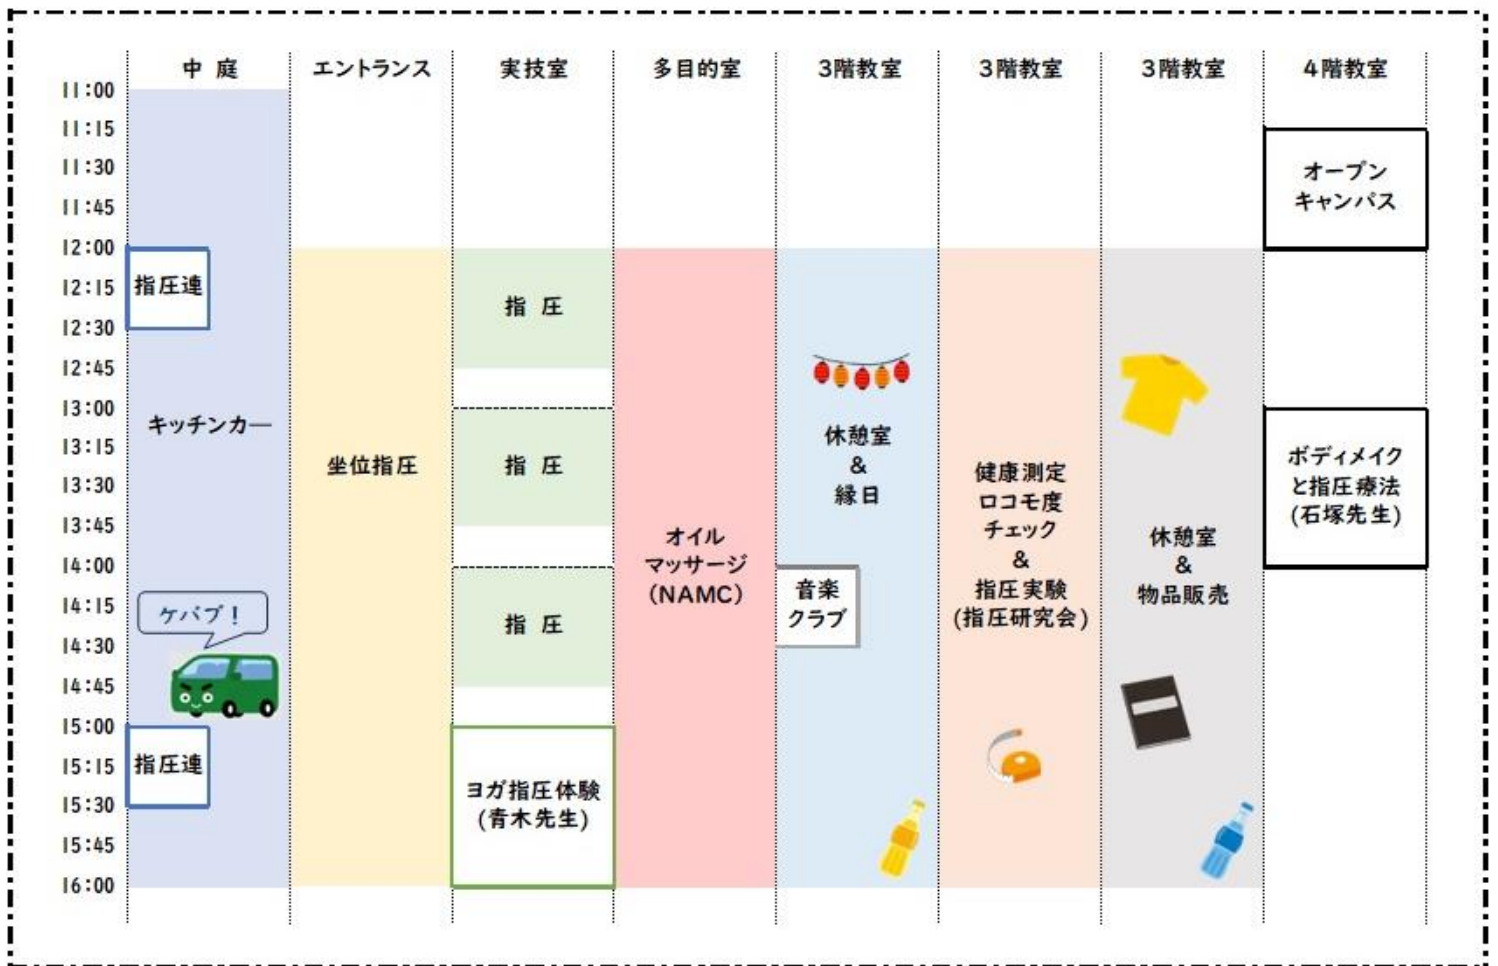 中 庭 エントランス 実技室 多目的室 3階教室 3階教室 3階教室 4階教室
11:00
11:15
11:30
11:45
12:00
12:15
12:30
12:45
13:00
13:15
13:30
13:45
14:00
14:15
14:30
14:45
15:00
15:15
15:30
15:45
16:00
指圧連
キッチンカー
ケバブ！
指圧連
坐位指圧
指 圧
指 圧
指 圧
ヨガ指圧体験
(青木先生)
オイル
マッサージ
(NAMC)
休憩室
&
縁日
音楽
クラブ
健康測定
ロコモ度
チェック
&
指圧実験
(指圧研究会)
休憩室
&
物品販売
オープン
キャンパス
ボディメイク
と指圧療法
(石塚先生)